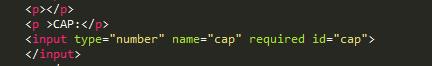 <p></p>
<p >CAP:</p>
<input type="number" name="cap" required id="cap">
</input>